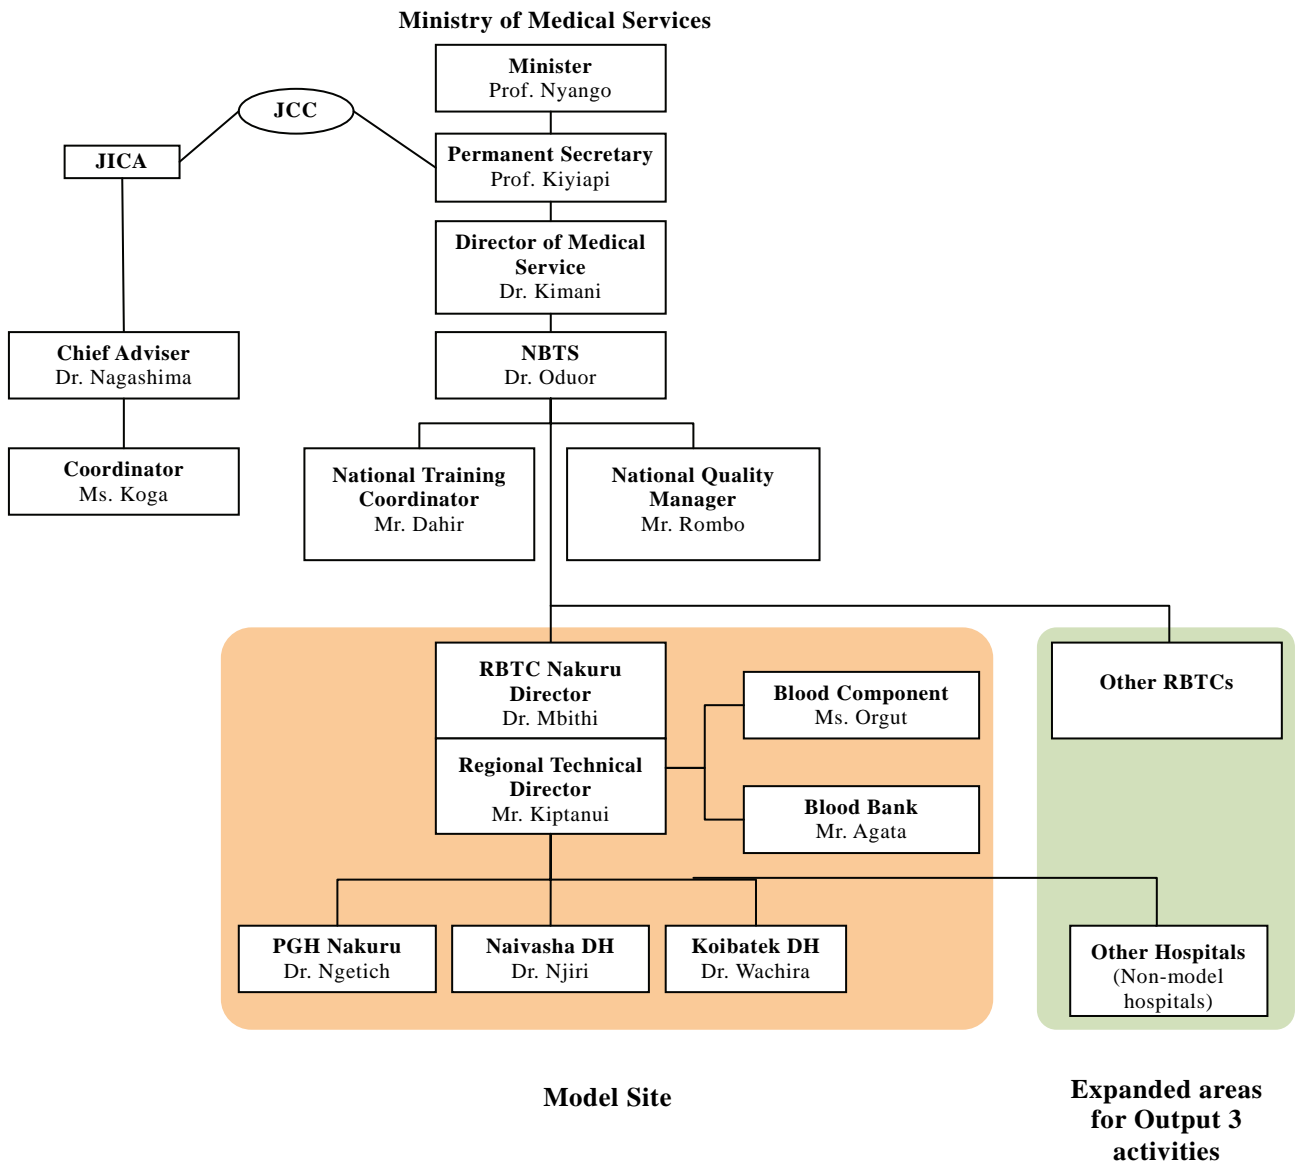 Ministry of Medical Services
Minister
Prof. Nyango
JCC
JICA
Permanent Secretary
Prof. Kiyiapi
Director of Medical
Service
Dr. Kimani
Chief Adviser
Dr. Nagashima
NBTS
Dr. Oduor
Coordinator
Ms. Koga
National Training
Coordinator
Mr. Dahir
National Quality
Manager
Mr. Rombo
RBTC Nakuru
Director
Dr. Mbithi
Regional Technical
Director
Mr. Kiptanui
Blood Component
Ms. Orgut
Blood Bank
Mr. Agata
Other RBTCs
PGH Nakuru
Dr. Ngetich
Naivasha DH
Dr. Njiri
Koibatek DH
Dr. Wachira
Other Hospitals
(Non-model
hospitals)
Model Site
Expanded areas
for Output 3
activities